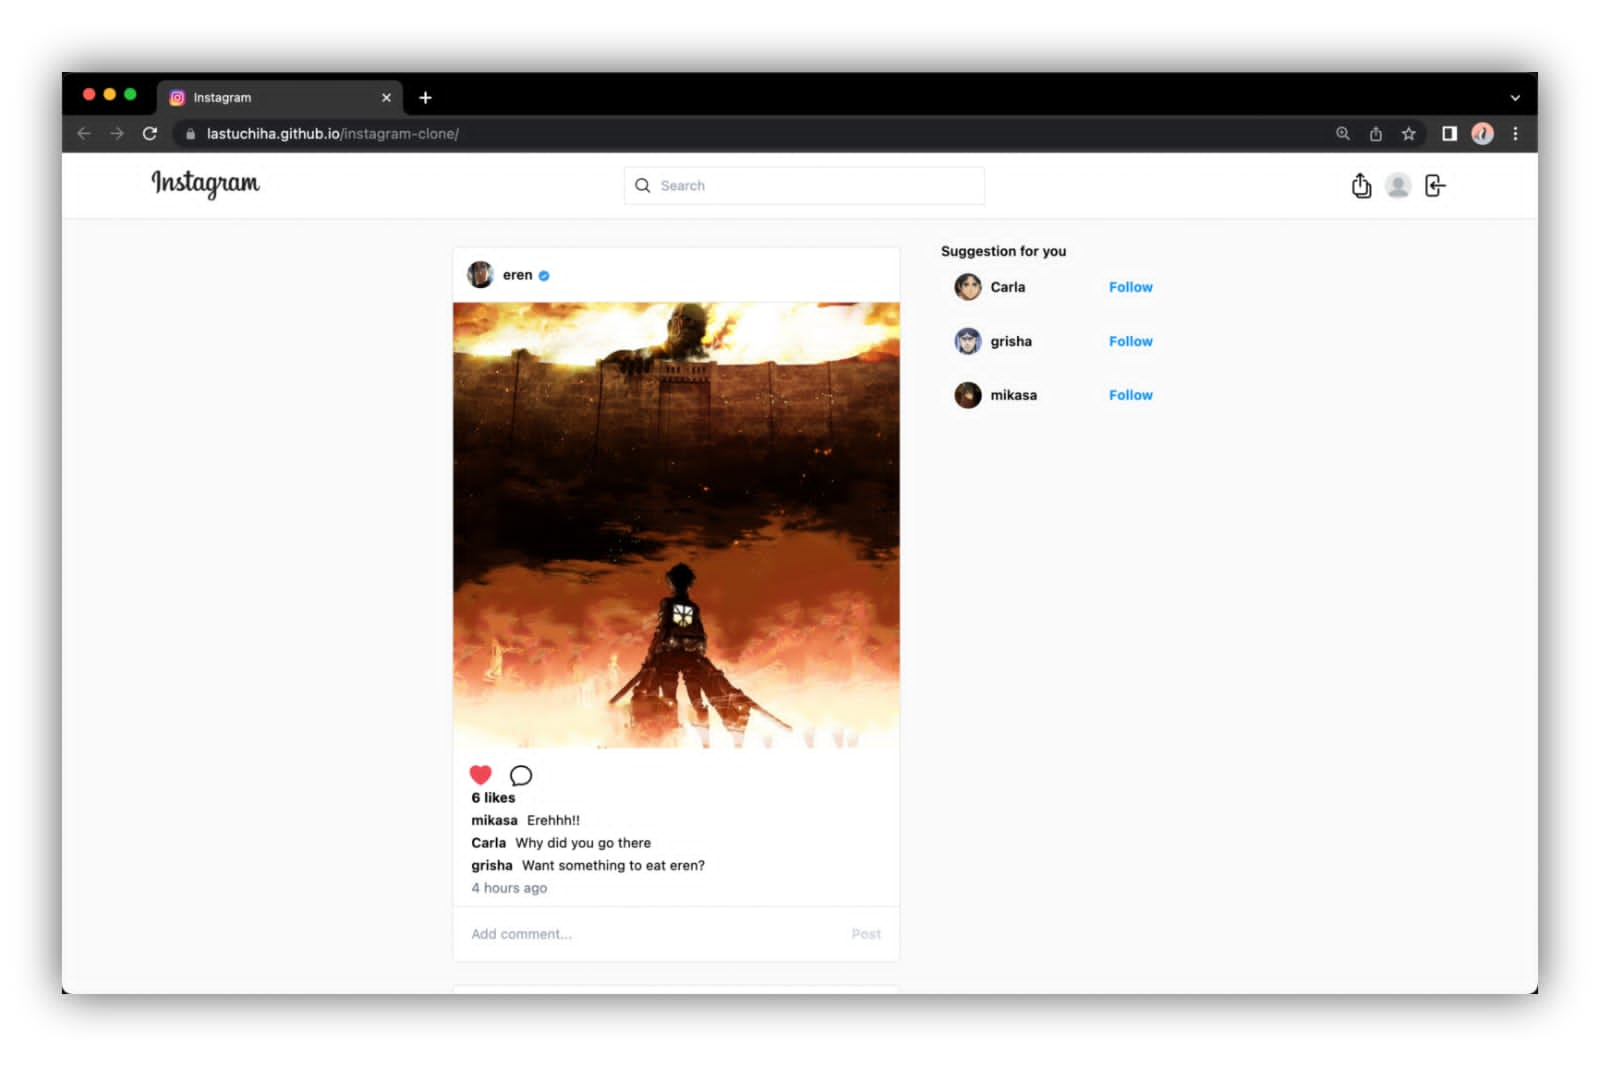 Instagram
lastuchiha.github.io/instagram-clone/
Instagram
Search
eren
Suggestion for you
Carla Follow
grisha Follow
mikasa Follow
6 likes
mikasa Erehhh!!
Carla Why did you go there
grisha Want something to eat eren?
4 hours ago
Add comment... Post